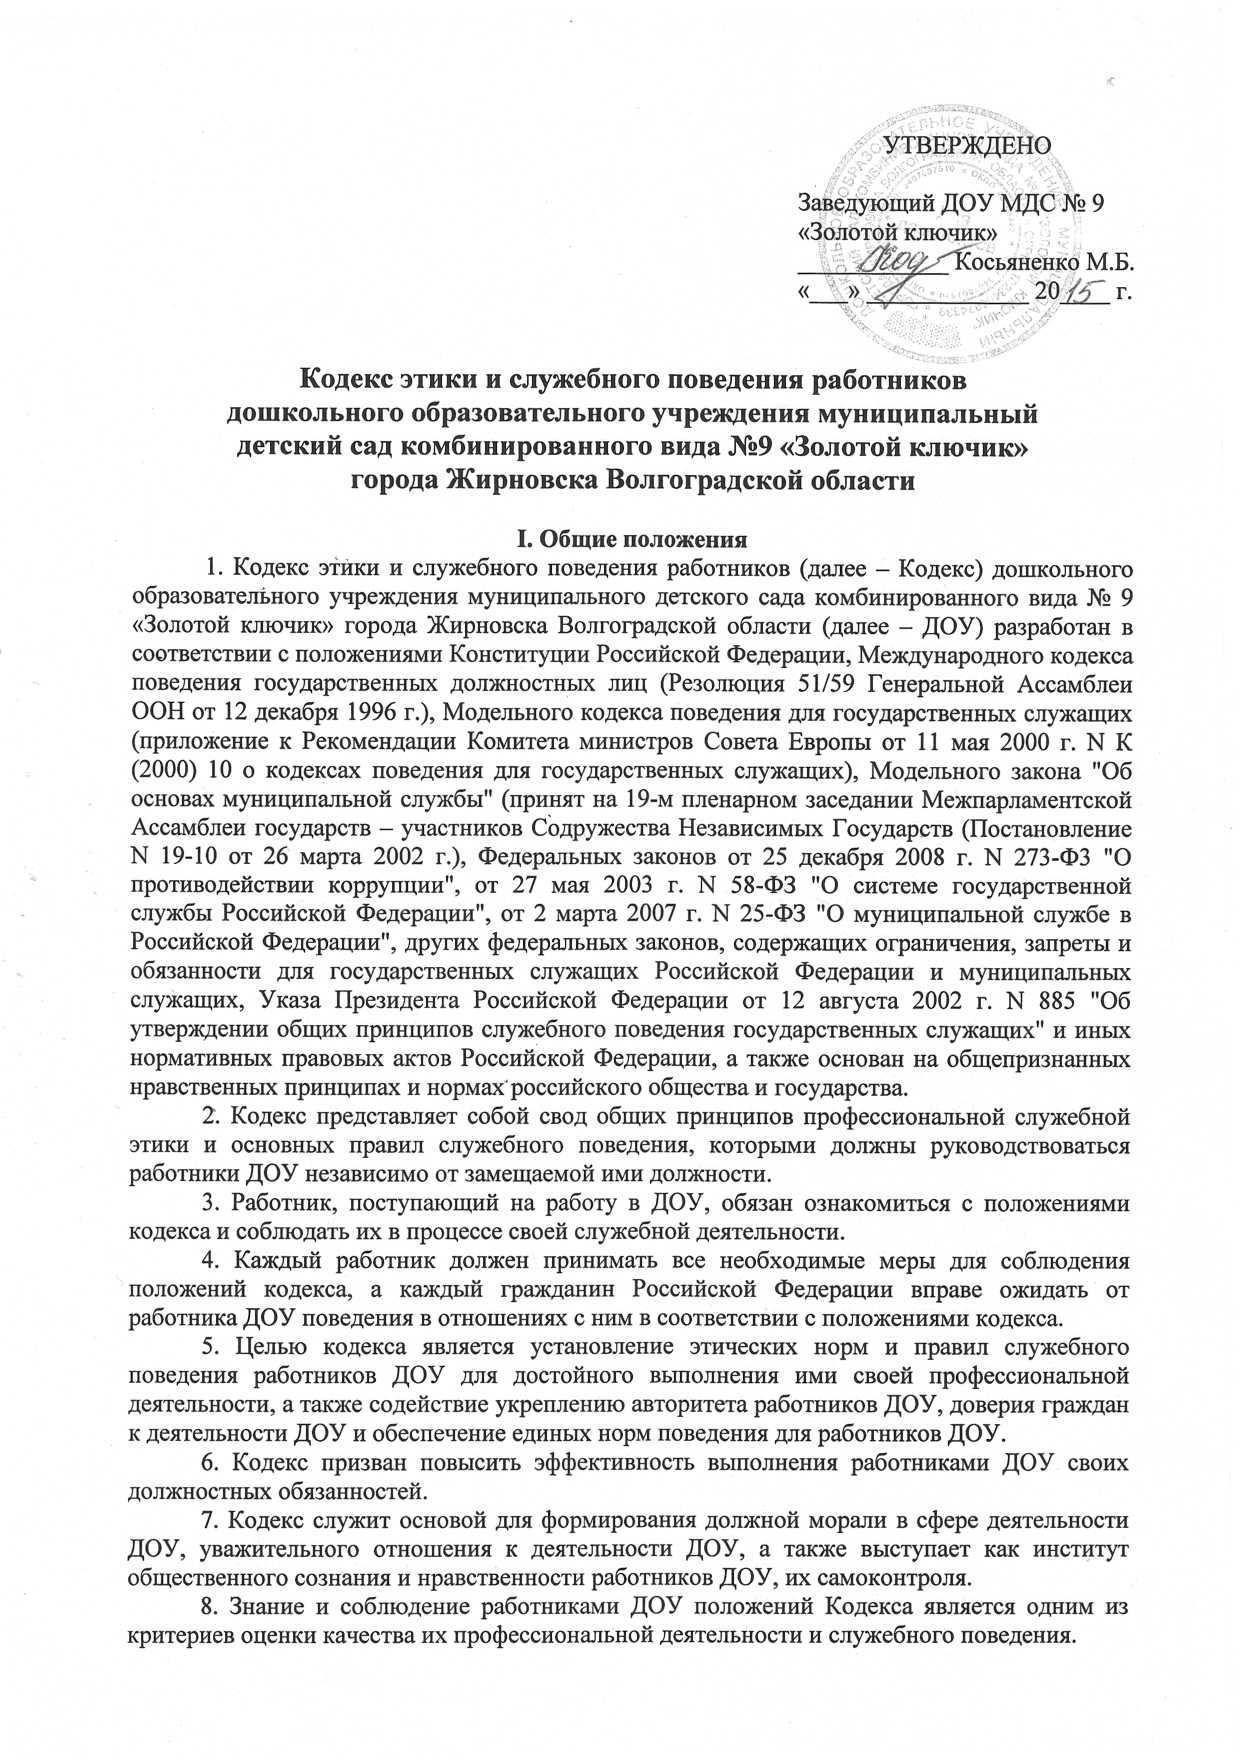 УТВЕРЖДЕНО
Заведующий ДОУ МДС № 9
«Золотой ключик»
____________ Косьяненко М.Б.
«___» _____________ 2015 г.
Кодекс этики и служебного поведения работников
дошкольного образовательного учреждения муниципальный
детский сад комбинированного вида №9 «Золотой ключик»
города Жирновска Волгоградской области
I. Общие положения
1. Кодекс этики и служебного поведения работников (далее – Кодекс) дошкольного
образовательного учреждения муниципального детского сада комбинированного вида № 9
«Золотой ключик» города Жирновска Волгоградской области (далее – ДОУ) разработан в
соответствии с положениями Конституции Российской Федерации, Международного кодекса
поведения государственных должностных лиц (Резолюция 51/59 Генеральной Ассамблеи
ООН от 12 декабря 1996 г.), Модельного кодекса поведения для государственных служащих
(приложение к Рекомендации Комитета министров Совета Европы от 11 мая 2000 г. N К
(2000) 10 о кодексах поведения для государственных служащих), Модельного закона "Об
основах муниципальной службы" (принят на 19-м пленарном заседании Межпарламентской
Ассамблеи государств – участников Содружества Независимых Государств (Постановление
N 19-10 от 26 марта 2002 г.), Федеральных законов от 25 декабря 2008 г. N 273-ФЗ "О
противодействии коррупции", от 27 мая 2003 г. N 58-ФЗ "О системе государственной
службы Российской Федерации", от 2 марта 2007 г. N 25-ФЗ "О муниципальной службе в
Российской Федерации", других федеральных законов, содержащих ограничения, запреты и
обязанности для государственных служащих Российской Федерации и муниципальных
служащих, Указа Президента Российской Федерации от 12 августа 2002 г. N 885 "Об
утверждении общих принципов служебного поведения государственных служащих" и иных
нормативных правовых актов Российской Федерации, а также основан на общепризнанных
нравственных принципах и нормах российского общества и государства.
2. Кодекс представляет собой свод общих принципов профессиональной служебной
этики и основных правил служебного поведения, которыми должны руководствоваться
работники ДОУ независимо от замещаемой ими должности.
3. Работник, поступающий на работу в ДОУ, обязан ознакомиться с положениями
кодекса и соблюдать их в процессе своей служебной деятельности.
4. Каждый работник должен принимать все необходимые меры для соблюдения
положений кодекса, а каждый гражданин Российской Федерации вправе ожидать от
работника ДОУ поведения в отношениях с ним в соответствии с положениями кодекса.
5. Целью кодекса является установление этических норм и правил служебного
поведения работников ДОУ для достойного выполнения ими своей профессиональной
деятельности, а также содействие укреплению авторитета работников ДОУ, доверия граждан
к деятельности ДОУ и обеспечение единых норм поведения для работников ДОУ.
6. Кодекс призван повысить эффективность выполнения работниками ДОУ своих
должностных обязанностей.
7. Кодекс служит основой для формирования должной морали в сфере деятельности
ДОУ, уважительного отношения к деятельности ДОУ, а также выступает как институт
общественного сознания и нравственности работников ДОУ, их самоконтроля.
8. Знание и соблюдение работниками ДОУ положений Кодекса является одним из
критериев оценки качества их профессиональной деятельности и служебного поведения.